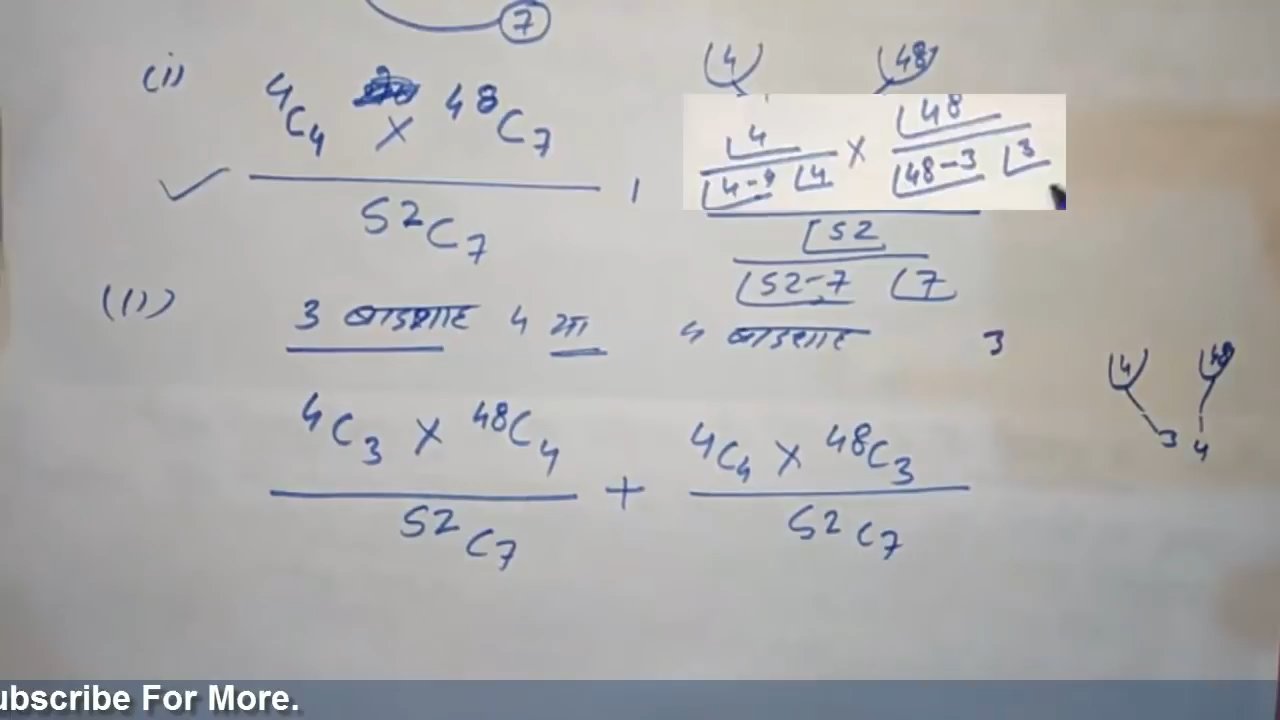 7
(i) ⁴C₄ × ⁴⁸C₇ / ⁵²C₇ , ⌊4 ⌊48
⌊4 / ⌊4-4 ⌊4 × ⌊48 / ⌊48-3 ⌊3
⌊52 / ⌊52-7 ⌊7
(ii) 3 बादशाह 4 या 4 बादशाह 3
⁴C₃ × ⁴⁸C₄ / ⁵²C₇ + ⁴C₄ × ⁴⁸C₃ / ⁵²C₇
4 48
3 4
ubscribe For More.